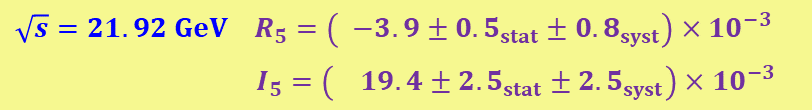 √s = 21.92 GeV R₅ = ( −3.9 ± 0.5stat ± 0.8syst) × 10⁻³
I₅ = ( 19.4 ± 2.5stat ± 2.5syst) × 10⁻³